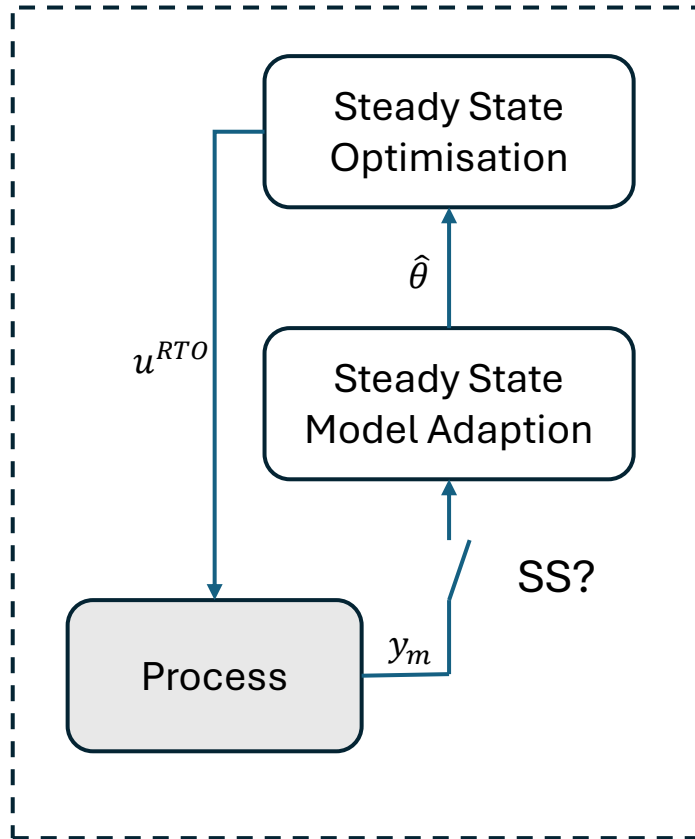 Steady State
Optimisation
θ̂
u^{RTO}
Steady State
Model Adaption
SS?
Process
y_m